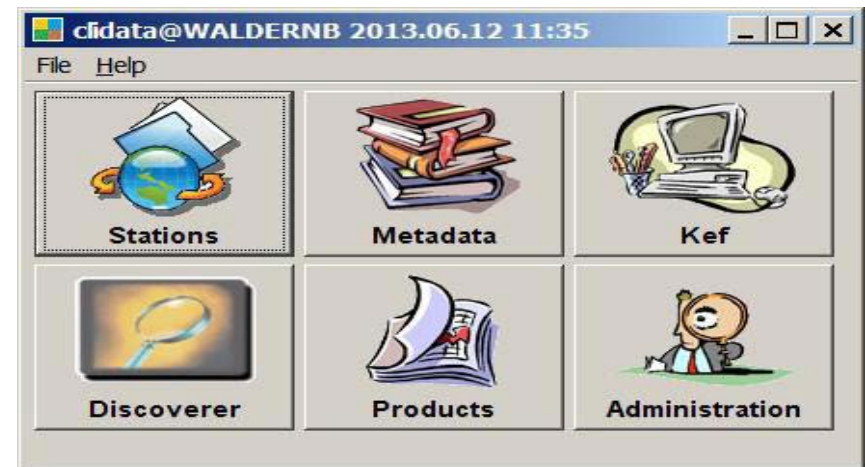 clidata@WALDERNB 2013.06.12 11:35
File Help
Stations Metadata Kef
Discoverer Products Administration